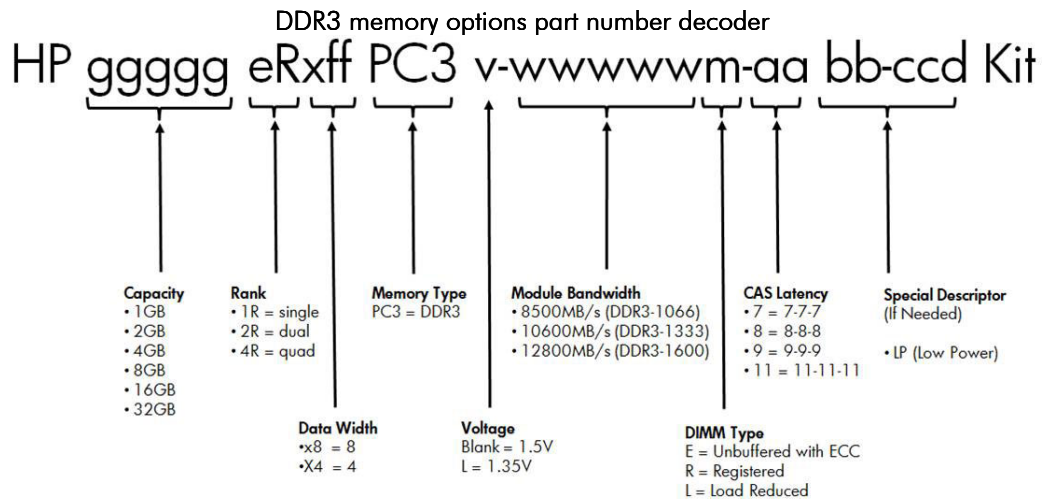 DDR3 memory options part number decoder
HP ggggg eRxff PC3 v-wwwwwm-aa bb-ccd Kit
Capacity
• 1GB
• 2GB
• 4GB
• 8GB
• 16GB
• 32GB
Rank
• 1R = single
• 2R = dual
• 4R = quad
Memory Type
PC3 = DDR3
Module Bandwidth
• 8500MB/s (DDR3-1066)
• 10600MB/s (DDR3-1333)
• 12800MB/s (DDR3-1600)
CAS Latency
• 7 = 7-7-7
• 8 = 8-8-8
• 9 = 9-9-9
• 11 = 11-11-11
Special Descriptor
(If Needed)
• LP (Low Power)
Data Width
•x8 = 8
•X4 = 4
Voltage
Blank = 1.5V
L = 1.35V
DIMM Type
E = Unbuffered with ECC
R = Registered
L = Load Reduced